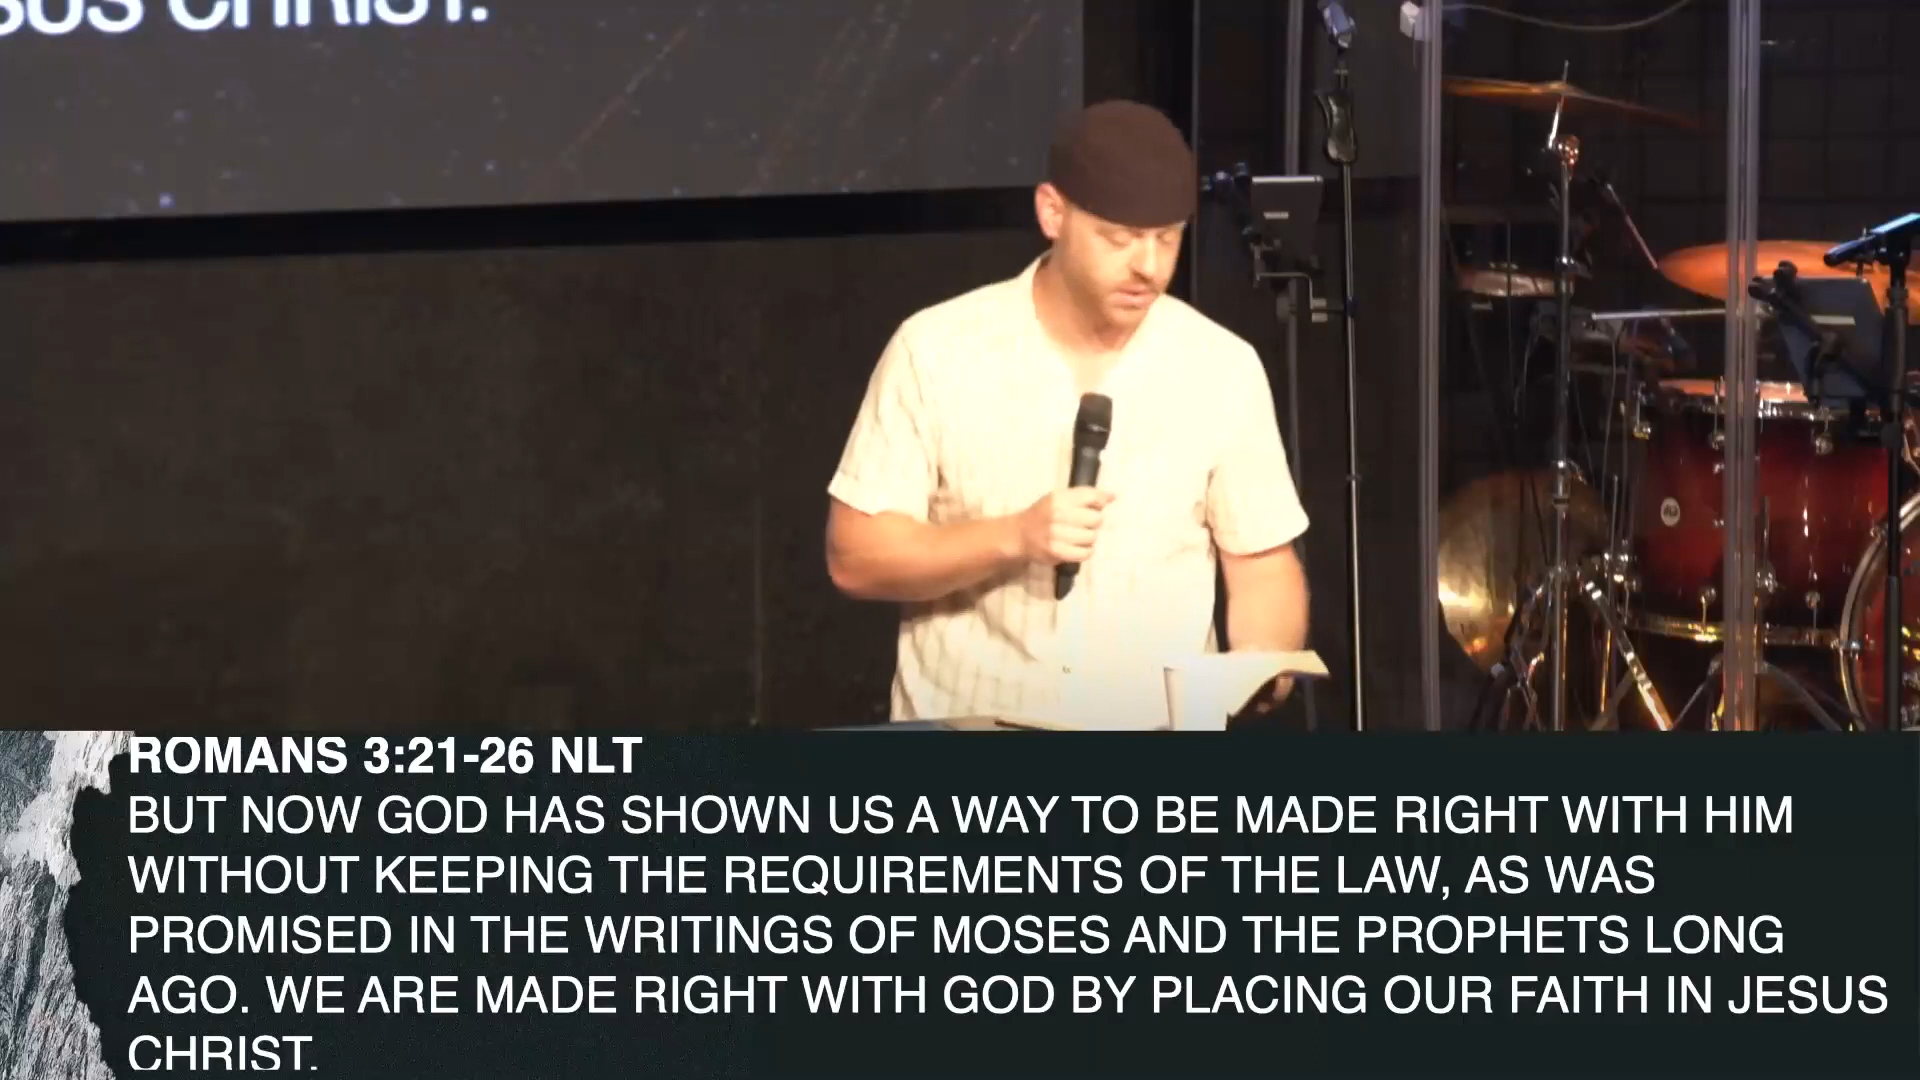 SUS CHRIST.
ROMANS 3:21-26 NLT
BUT NOW GOD HAS SHOWN US A WAY TO BE MADE RIGHT WITH HIM
WITHOUT KEEPING THE REQUIREMENTS OF THE LAW, AS WAS
PROMISED IN THE WRITINGS OF MOSES AND THE PROPHETS LONG
AGO. WE ARE MADE RIGHT WITH GOD BY PLACING OUR FAITH IN JESUS
CHRIST.